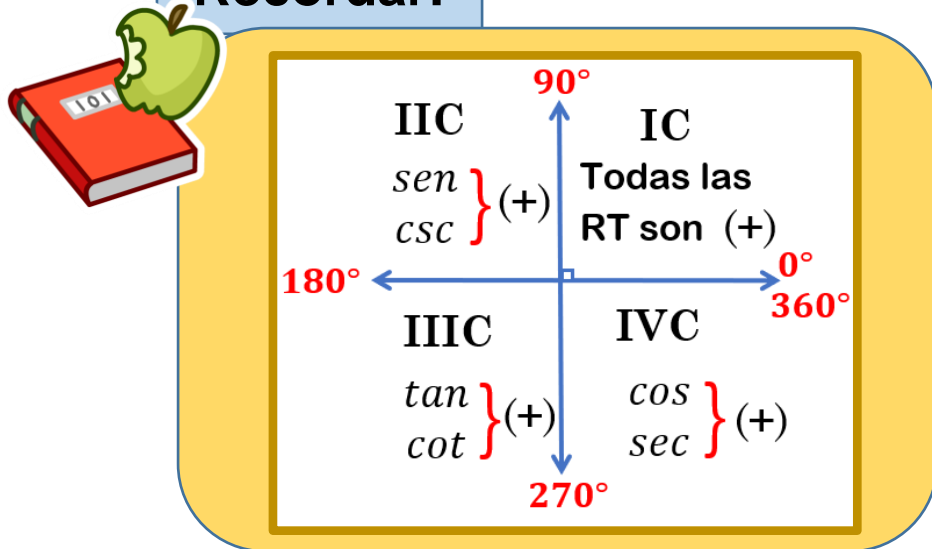 Recordar:
101
90°
IIC
sen
csc
(+)
IC
Todas las
RT son (+)
180°
0°
360°
IIIC
tan
cot
(+)
IVC
cos
sec
(+)
270°